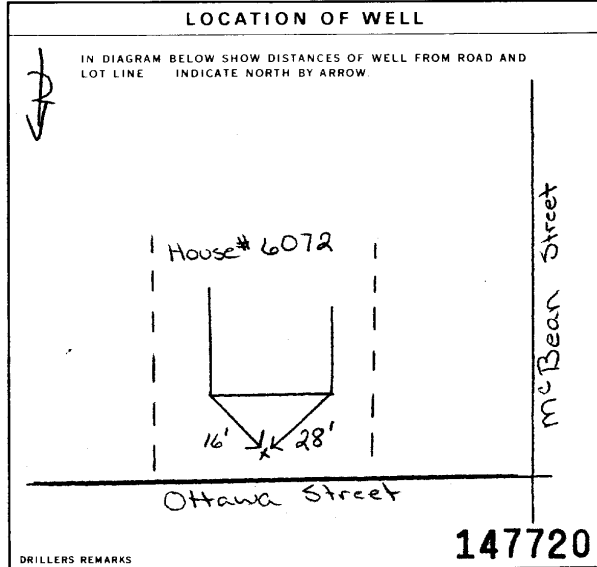 LOCATION OF WELL
IN DIAGRAM BELOW SHOW DISTANCES OF WELL FROM ROAD AND
LOT LINE INDICATE NORTH BY ARROW.
House# 6072
McBean Street
16' 28'
x
Ottawa Street
147720
DRILLERS REMARKS